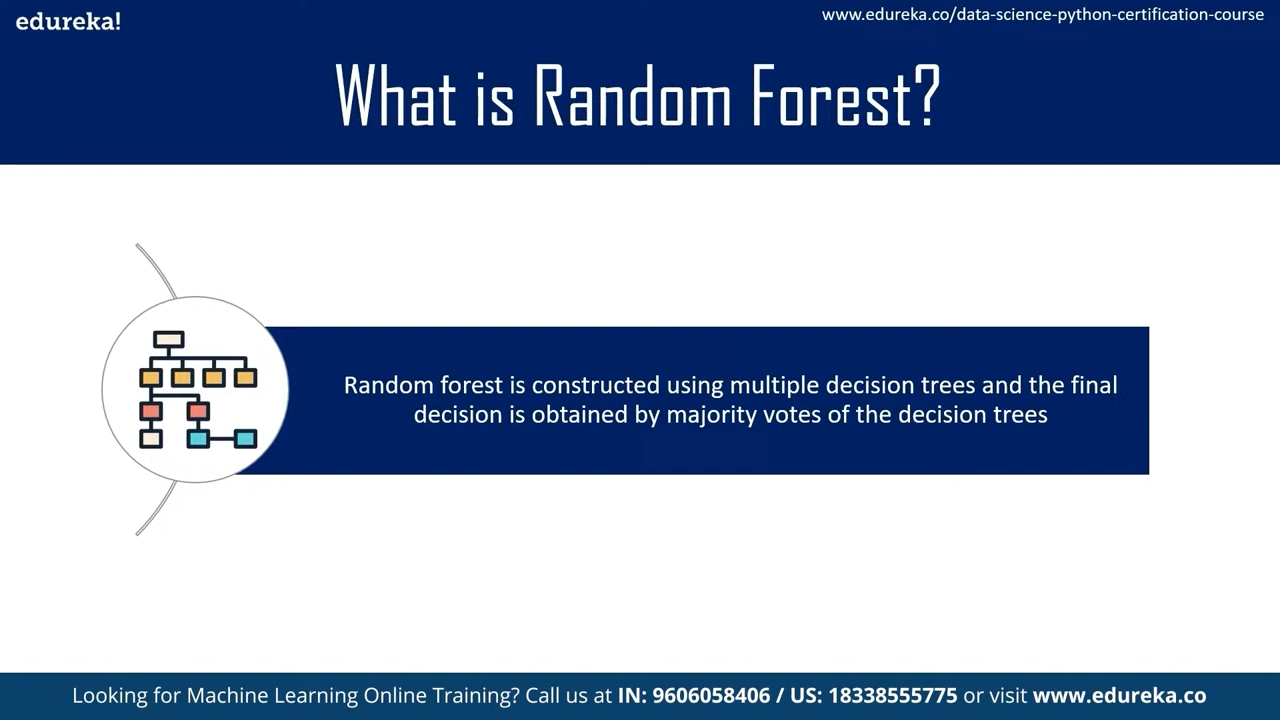 edureka!
www.edureka.co/data-science-python-certification-course
What is Random Forest?
Random forest is constructed using multiple decision trees and the final
decision is obtained by majority votes of the decision trees
Looking for Machine Learning Online Training? Call us at IN: 9606058406 / US: 18338555775 or visit www.edureka.co